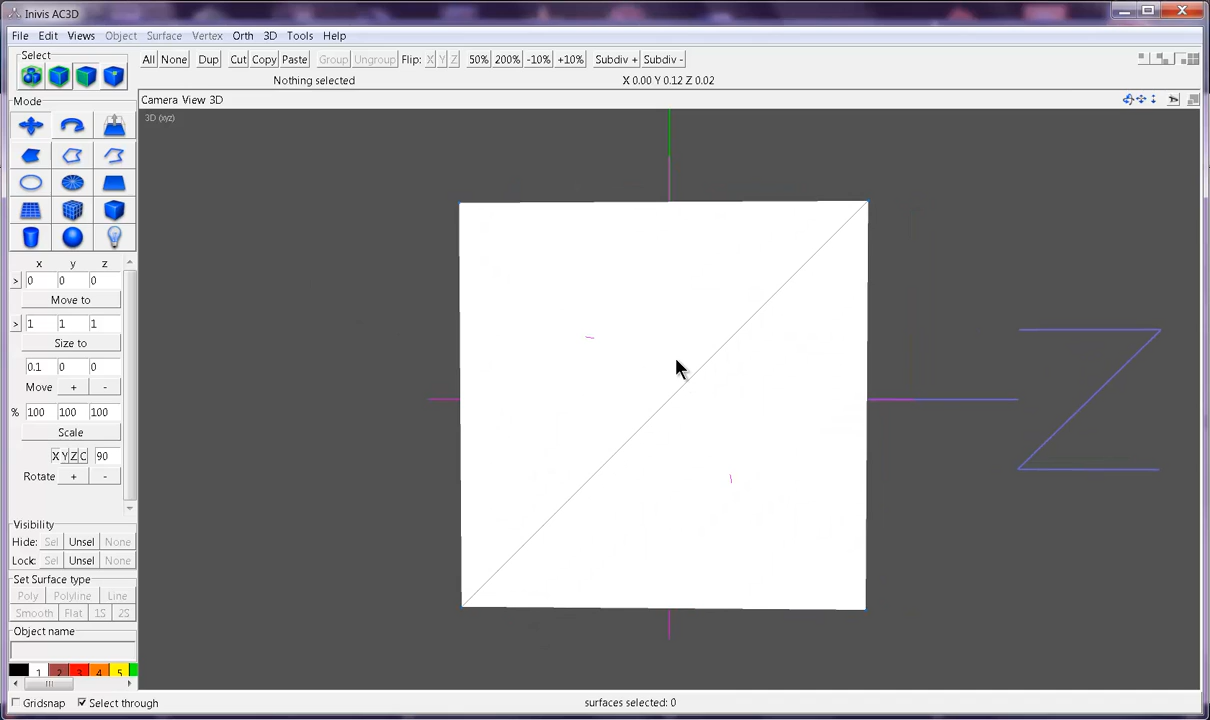 Inivis AC3D
File Edit Views Object Surface Vertex Orth 3D Tools Help
Select
All None Dup Cut Copy Paste Group Ungroup Flip: X Y Z 50% 200% -10% +10% Subdiv + Subdiv -
Nothing selected X 0.00 Y 0.12 Z 0.02
Mode
Camera View 3D
3D (xyz)
x y z
> 0 0 0
Move to
> 1 1 1
Size to
0.1 0 0
Move + -
% 100 100 100
Scale
X Y Z C 90
Rotate + -
Visibility
Hide: Sel Unsel None
Lock: Sel Unsel None
Set Surface type
Poly Polyline Line
Smooth Flat 1S 2S
Object name
1 2 3 4 5
Gridsnap Select through surfaces selected: 0